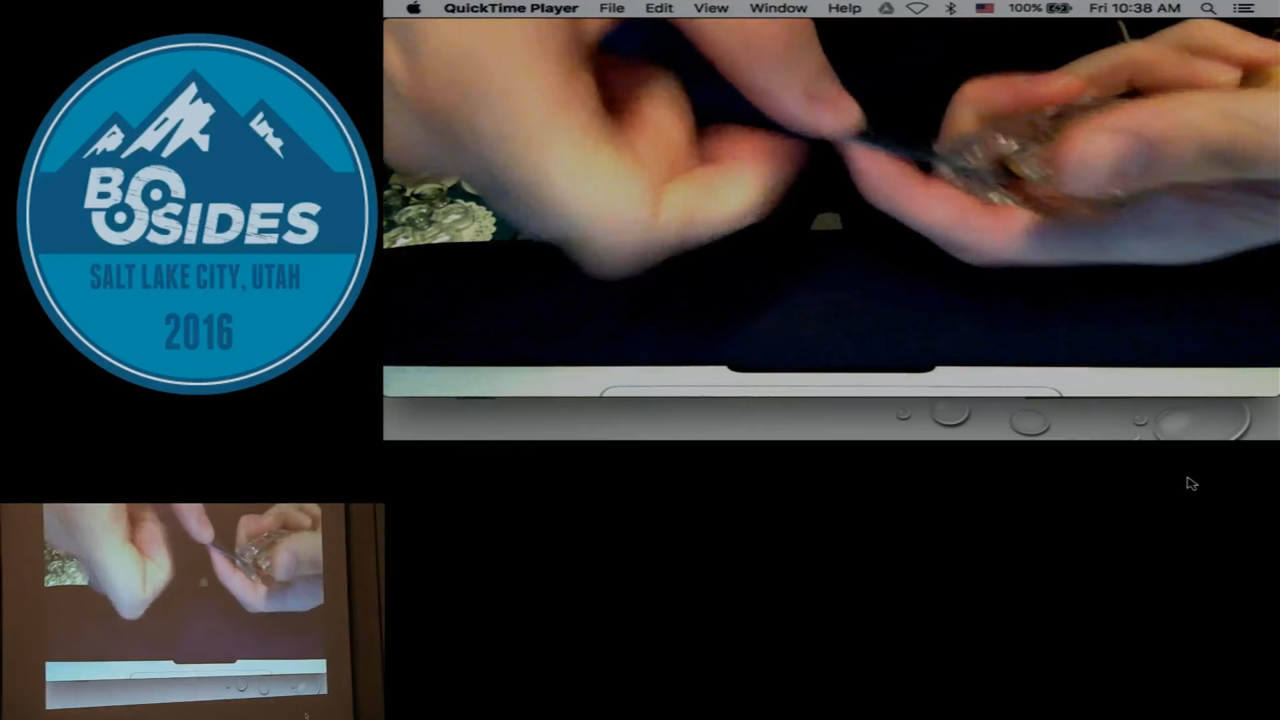 QuickTime Player File Edit View Window Help 100% Fri 10:38 AM
BSIDES
SALT LAKE CITY, UTAH
2016